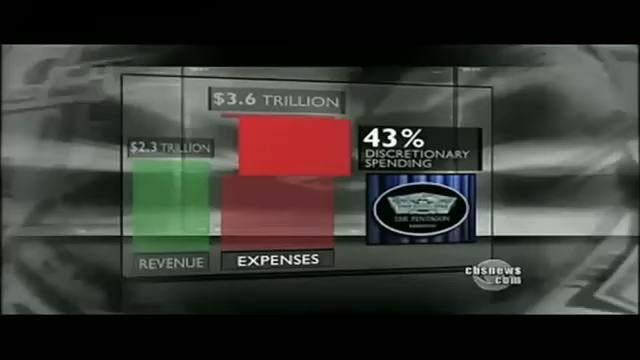 $3.6 TRILLION
$2.3 TRILLION
43%
DISCRETIONARY
SPENDING
THE PENTAGON
REVENUE
EXPENSES
cbsnews
.com